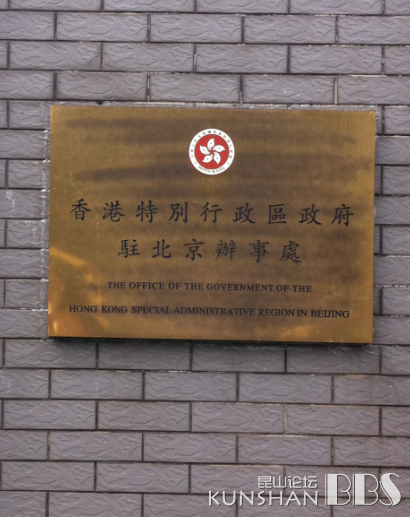 香港特別行政區政府
駐北京辦事處
THE OFFICE OF THE GOVERNMENT OF THE
HONG KONG SPECIAL ADMINISTRATIVE REGION IN BEIJING
昆山论坛
KUNSHAN BBS